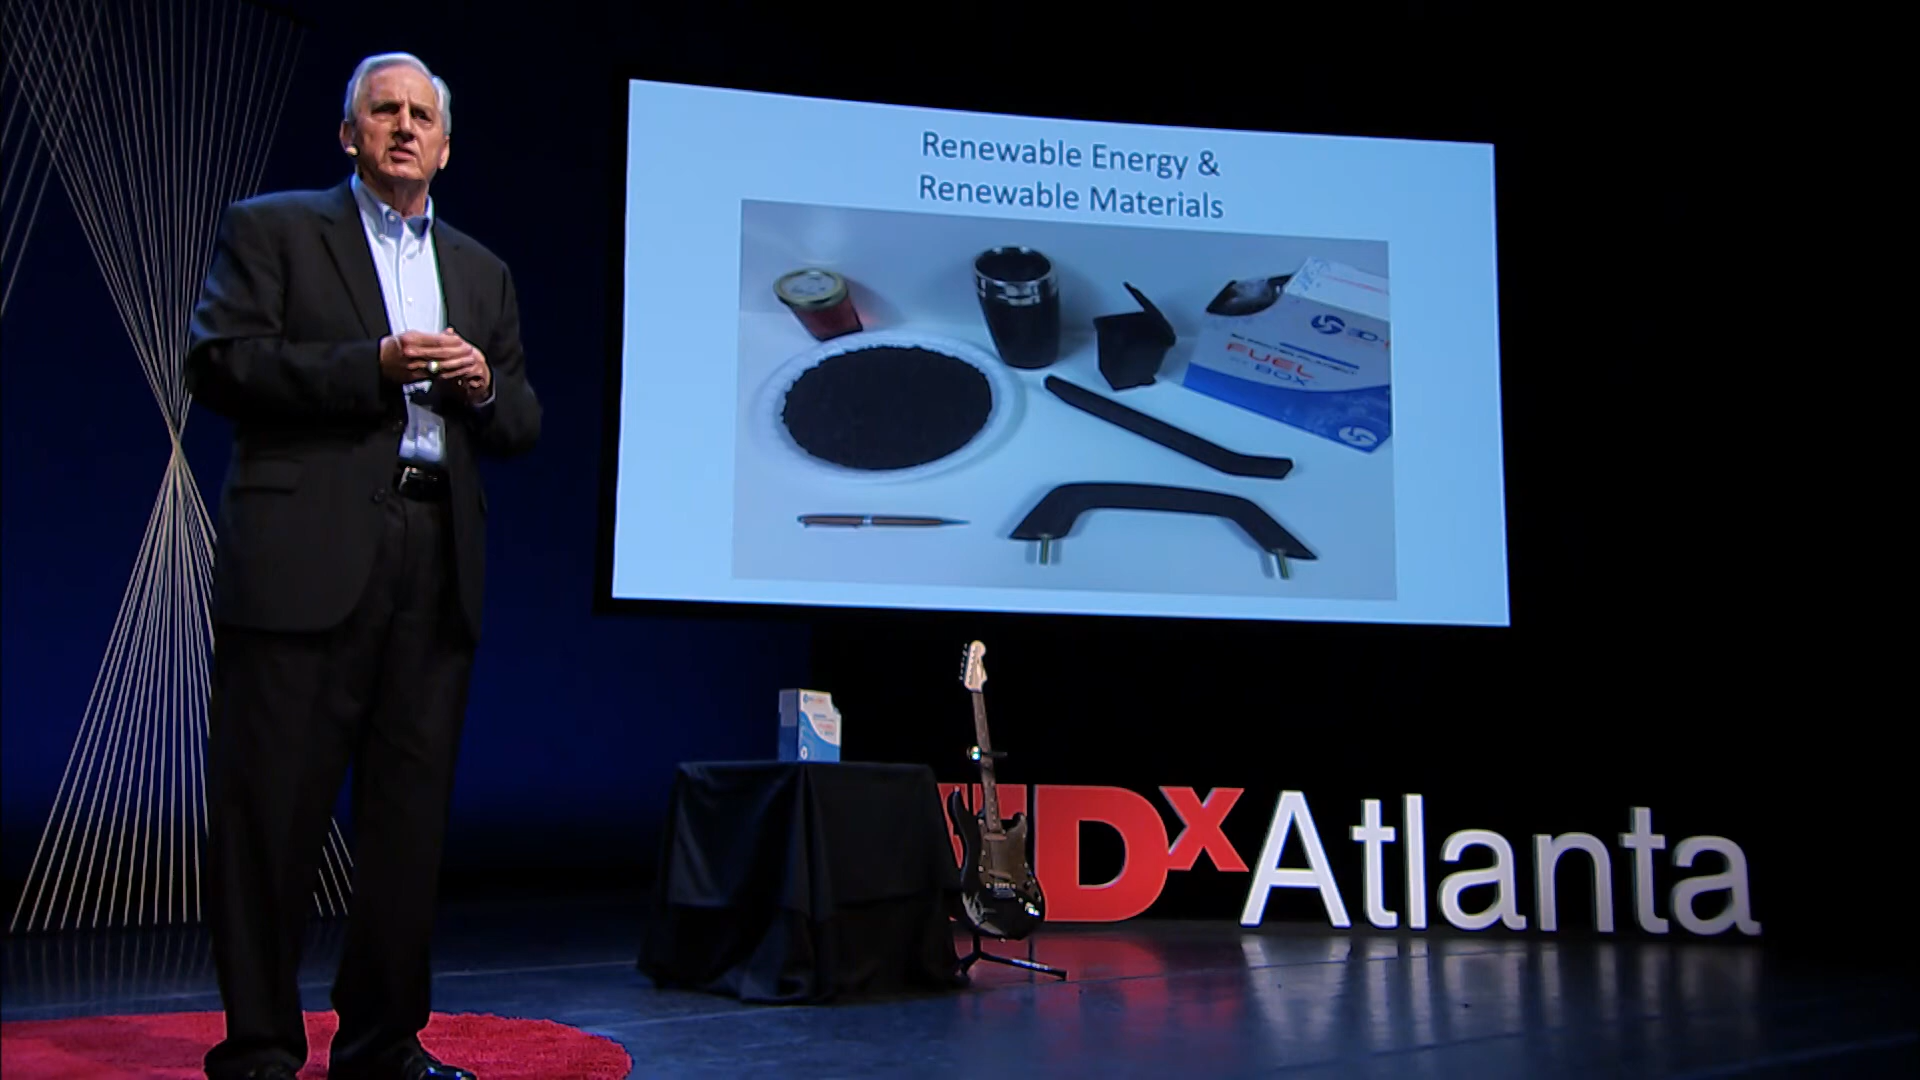 Renewable Energy &
Renewable Materials
FUEL
BOX
TEDxAtlanta